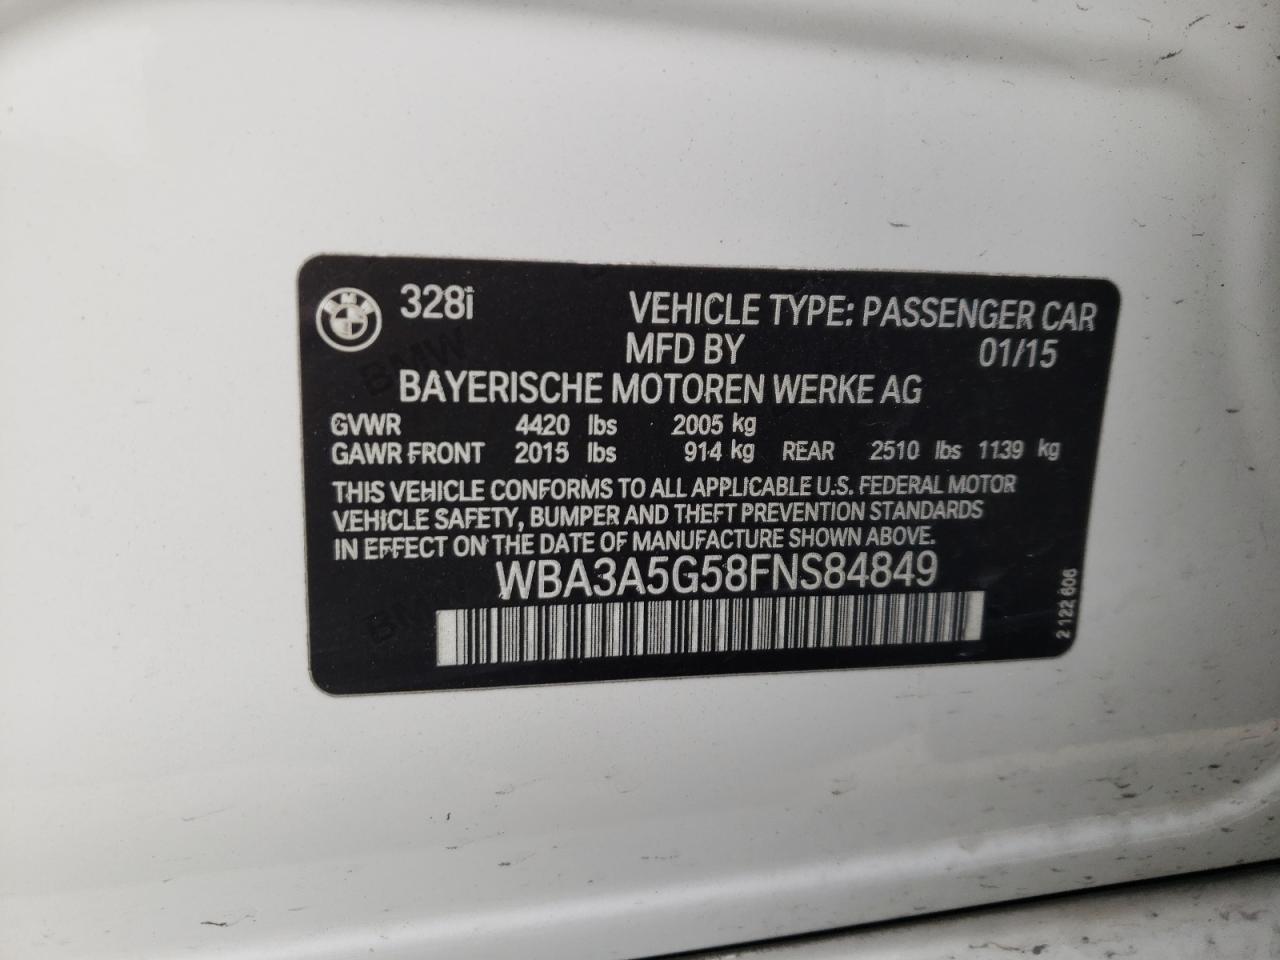 BMW 328i VEHICLE TYPE: PASSENGER CAR
MFD BY 01/15
BAYERISCHE MOTOREN WERKE AG
GVWR 4420 lbs 2005 kg
GAWR FRONT 2015 lbs 914 kg REAR 2510 lbs 1139 kg
THIS VEHICLE CONFORMS TO ALL APPLICABLE U.S. FEDERAL MOTOR
VEHICLE SAFETY, BUMPER AND THEFT PREVENTION STANDARDS
IN EFFECT ON THE DATE OF MANUFACTURE SHOWN ABOVE.
WBA3A5G58FNS84849
2 122 606
BMW
BMW